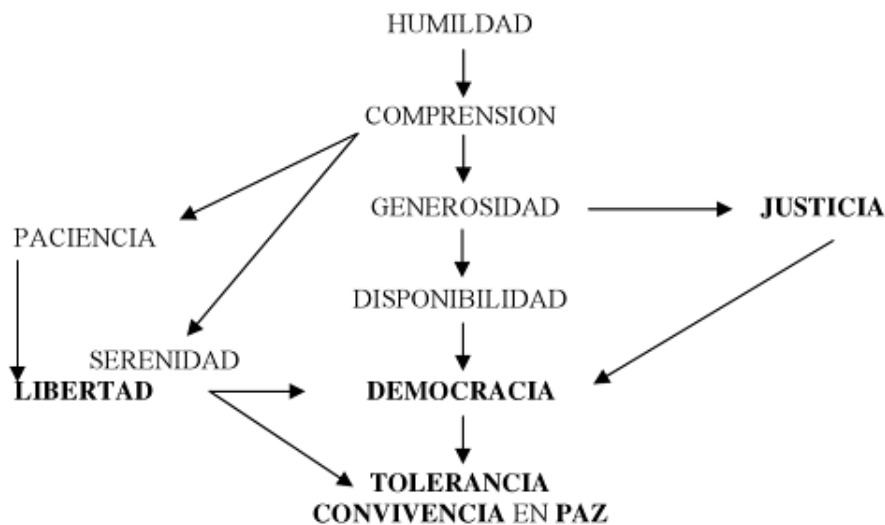 HUMILDAD
COMPRENSION
GENEROSIDAD
JUSTICIA
PACIENCIA
DISPONIBILIDAD
SERENIDAD
LIBERTAD
DEMOCRACIA
TOLERANCIA
CONVIVENCIA EN PAZ